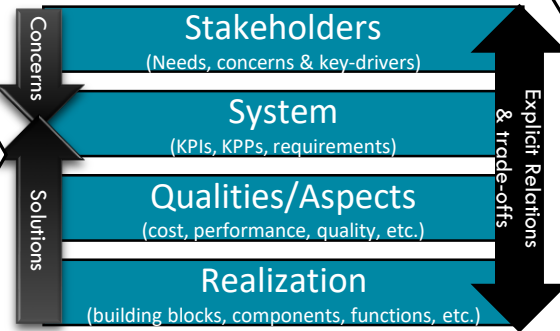 Concerns
Solutions
Stakeholders
(Needs, concerns & key-drivers)
System
(KPIs, KPPs, requirements)
Qualities/Aspects
(cost, performance, quality, etc.)
Realization
(building blocks, components, functions, etc.)
Explicit Relations
& trade-offs